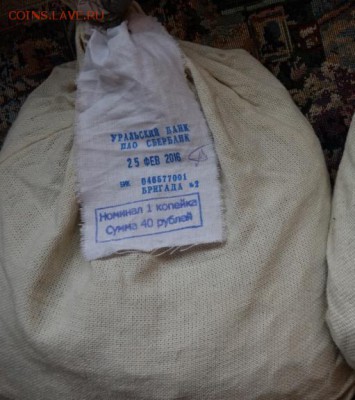 COINS.LAVE.RU
УРАЛЬСКИЙ БАНК
ПАО СБЕРБАНК
25 ФЕВ 2016
БИК 046577001
БРИГАДА №2
Номинал 1 копейка
Сумма 40 рублей